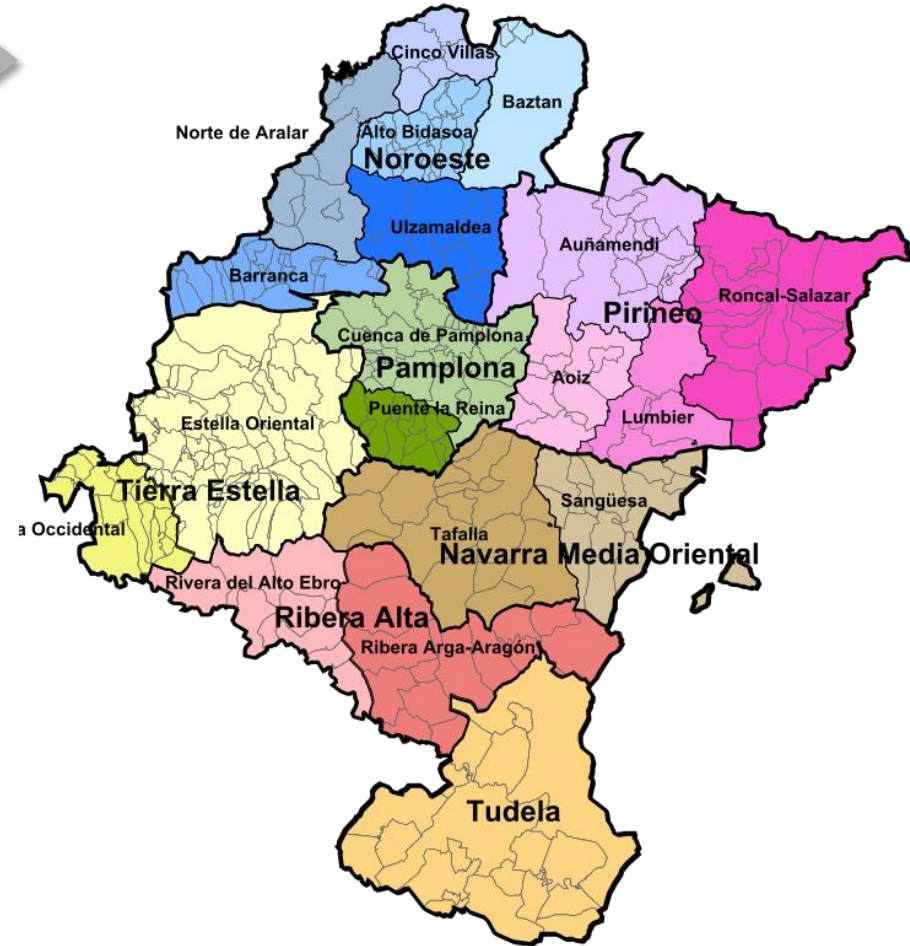 Cinco Villas
Baztan
Norte de Aralar
Alto Bidasoa
Noroeste
Ulzamaldea
Auñamendi
Barranca
Roncal-Salazar
Pirineo
Cuenca de Pamplona
Pamplona
Aoiz
Puente la Reina
Lumbier
Estella Oriental
Tierra Estella
Sangüesa
a Occidental
Tafalla
Navarra Media Oriental
Rivera del Alto Ebro
Ribera Alta
Ribera Arga-Aragón
Tudela